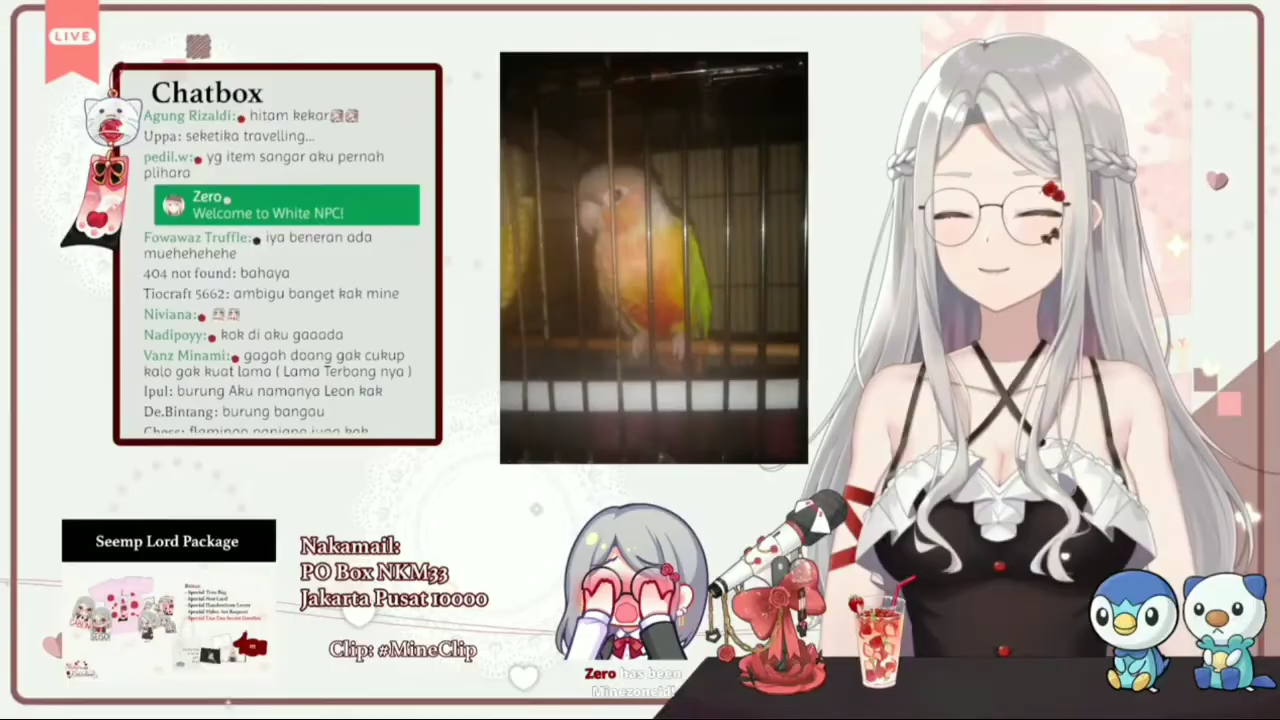 LIVE
Chatbox
Agung Rizaldi: hitam kekar
Uppa: seketika travelling...
pedil.w: yg item sangar aku pernah
plihara
Zero
Welcome to White NPC!
Fowawaz Truffle: iya beneran ada
muehehehehe
404 not found: bahaya
Tiocraft 5662: ambigu banget kak mine
Niviana:
Nadipoyy: kok di aku gaaada
Vanz Minami: gagah doang gak cukup
kalo gak kuat lama ( Lama Terbang nya )
Ipul: burung Aku namanya Leon kak
De.Bintang: burung bangau
Seemp Lord Package
Nakamail:
PO Box NKM33
Jakarta Pusat 10000
Clip: #MineClip
Zero has been
Minezoneid!